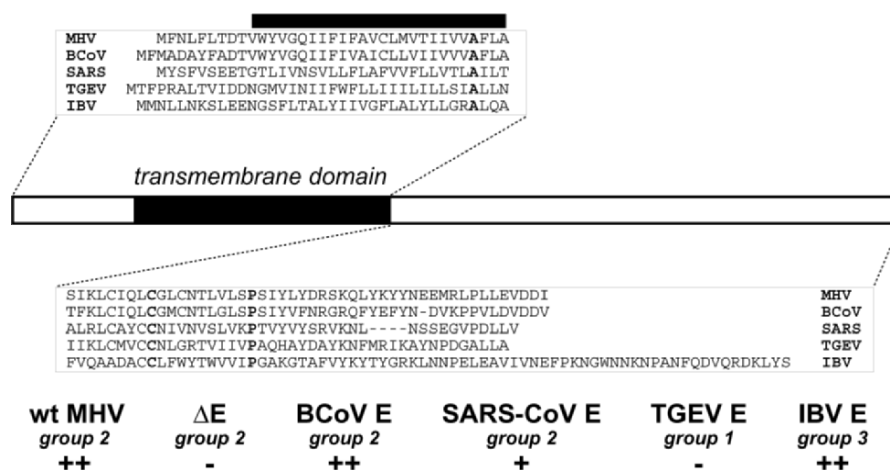 MHV MFNLFLTDTVWYVGQIIFIFAVCLMVTIIVVAFLA
BCoV MFMADAYFADTVWYVGQIIFIVAICLLVIIVVVAFLA
SARS MYSFVSEETGTLIVNSVLLFLAFVVFLLVTLAILT
TGEV MTFPRALTVIDDNGMVINIIFWFLLIIILILLSIALLN
IBV MMNLLNKSLEENGSFLTALYIIVGFLALYLLGRALQA
transmembrane domain
SIKLCIQLCGLCNTLVLSPSIYLYDRSKQLYKYYNEEMRLPLLEVDDI MHV
TFKLCIQLCGMCNTLGLSPSIYVFNRGRQFYEFYN-DVKPPVLDVDDV BCoV
ALRLCAYCCNIVNVSLVKPTVYVYSRVKNL----NSSEGVPDLLV SARS
IIKLCMVCCNLGRTVIIVPAQHAYDAYKNFMRIKAYNPDGALLA TGEV
FVQAADACCLFWYTWVVIPGAKGTAFVYKYTYGRKLNNPELEAVIVNEFPKNGWNNKNPANFQDVQRDKLYS IBV
wt MHV ΔE BCoV E SARS-CoV E TGEV E IBV E
group 2 group 2 group 2 group 2 group 1 group 3
++ - ++ + - ++